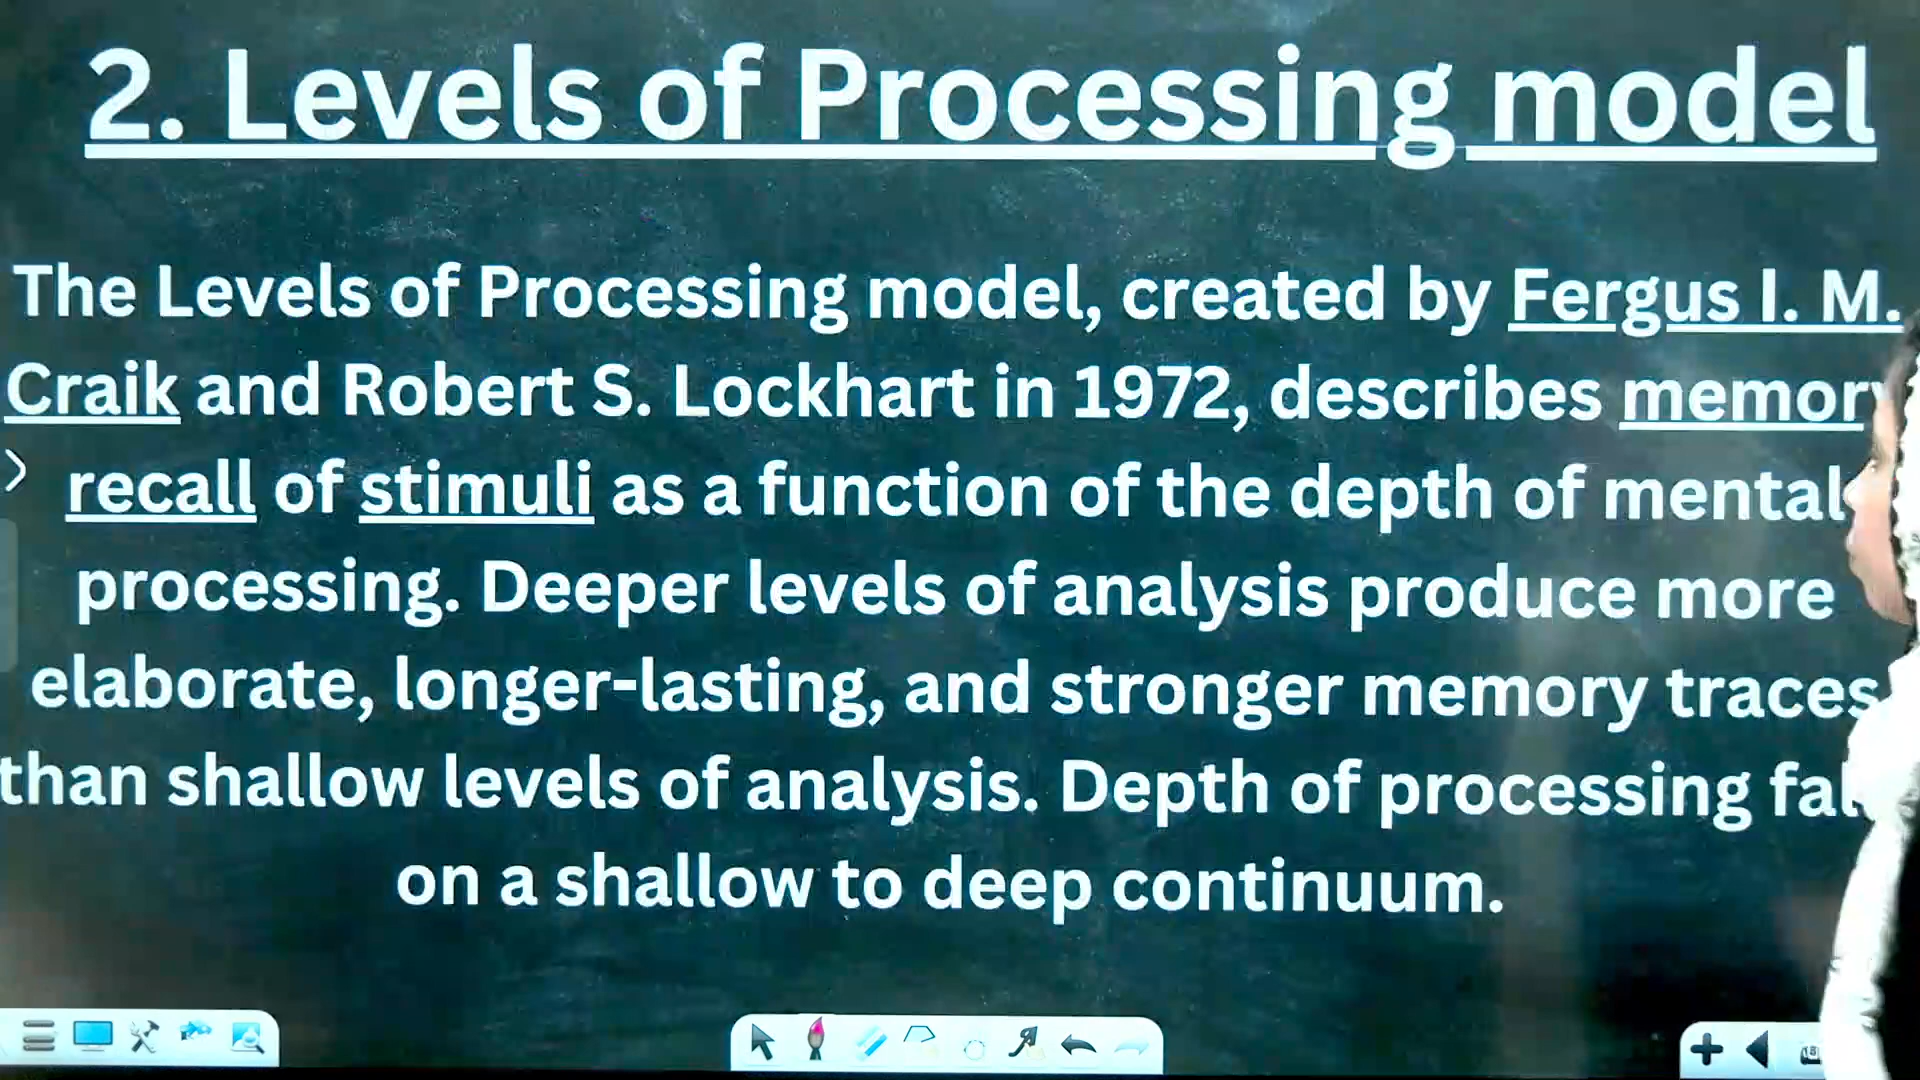 2. Levels of Processing model
The Levels of Processing model, created by Fergus I. M.
Craik and Robert S. Lockhart in 1972, describes memory
recall of stimuli as a function of the depth of mental
processing. Deeper levels of analysis produce more
elaborate, longer-lasting, and stronger memory traces
than shallow levels of analysis. Depth of processing
on a shallow to deep continuum.